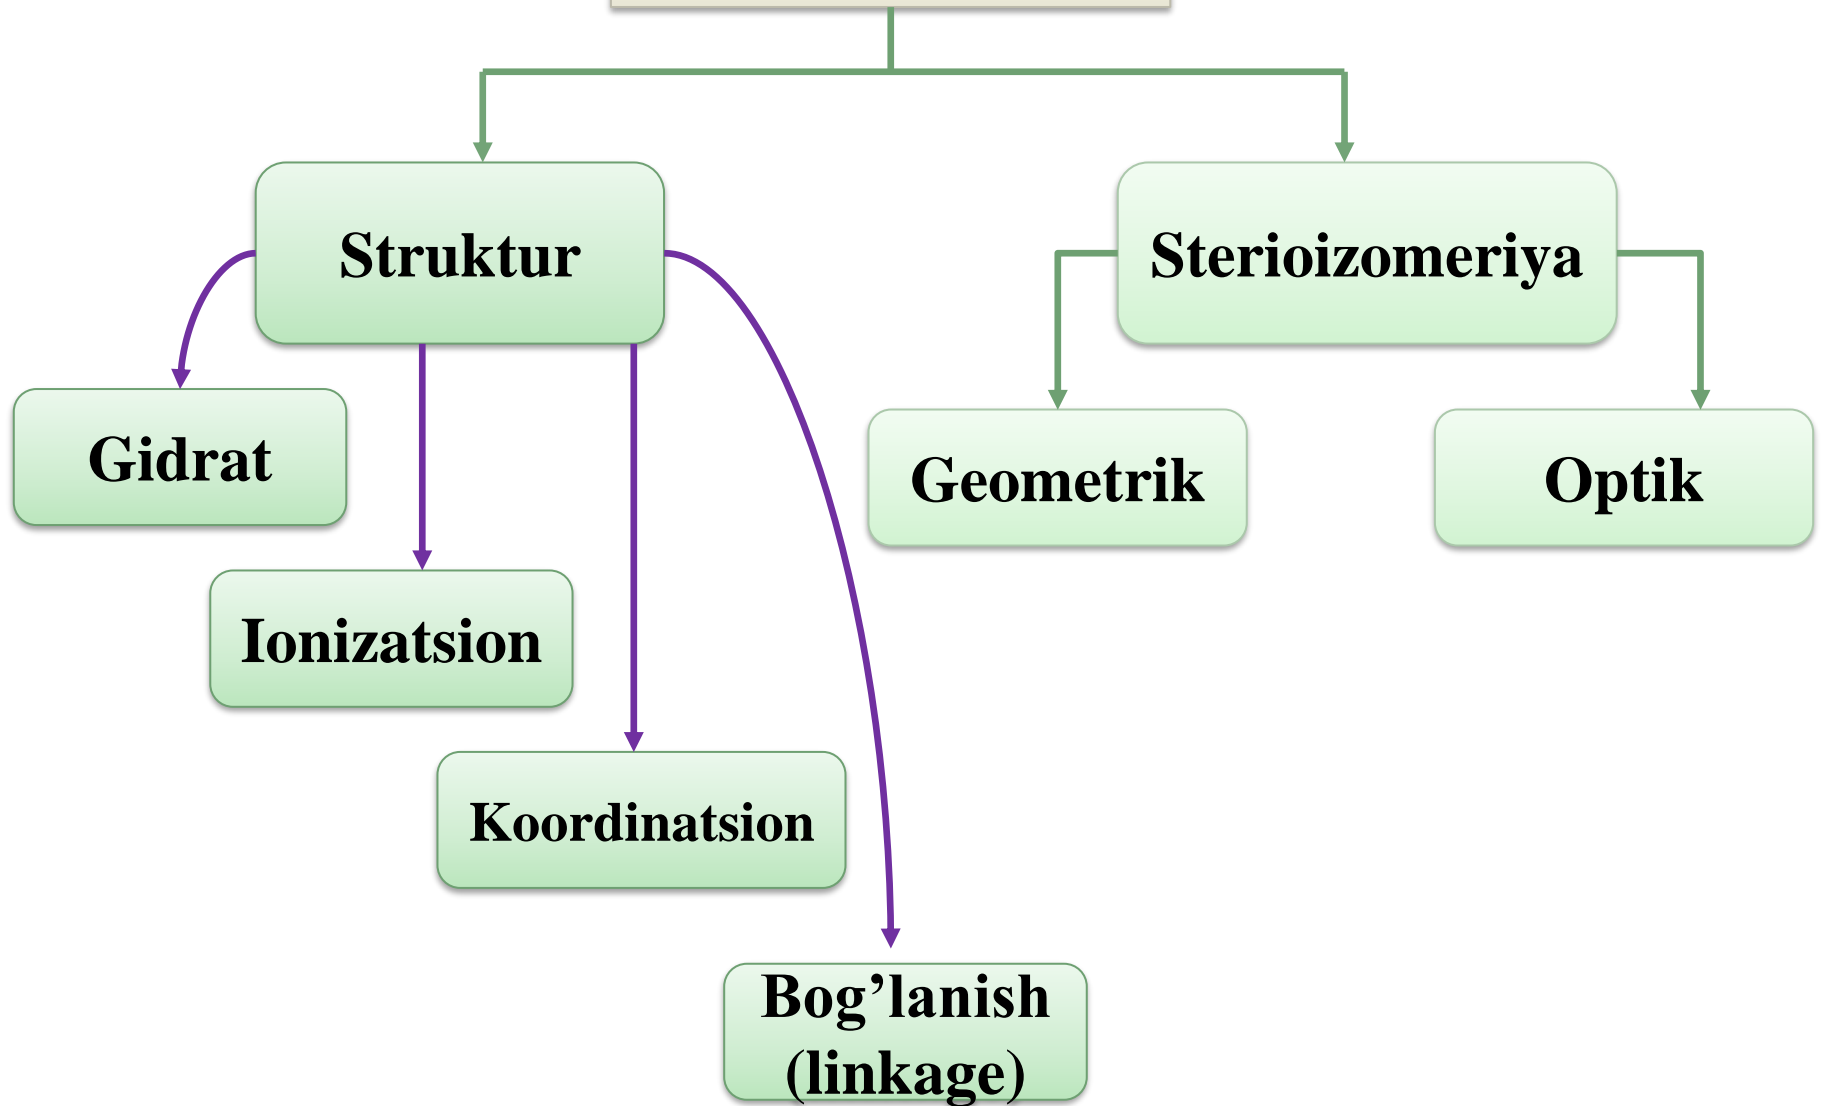 Struktur
Sterioizomeriya
Gidrat
Geometrik
Optik
Ionizatsion
Koordinatsion
Bog’lanish
(linkage)